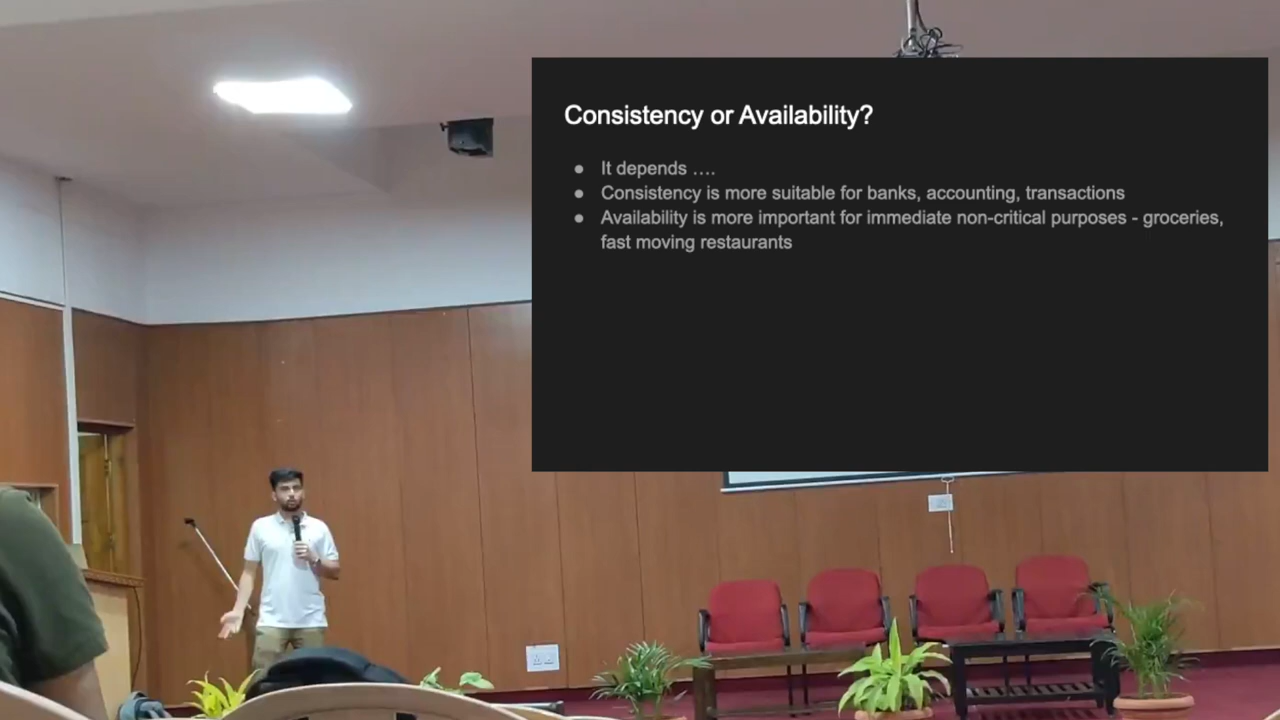 Consistency or Availability?
● It depends ….
● Consistency is more suitable for banks, accounting, transactions
● Availability is more important for immediate non-critical purposes - groceries,
fast moving restaurants